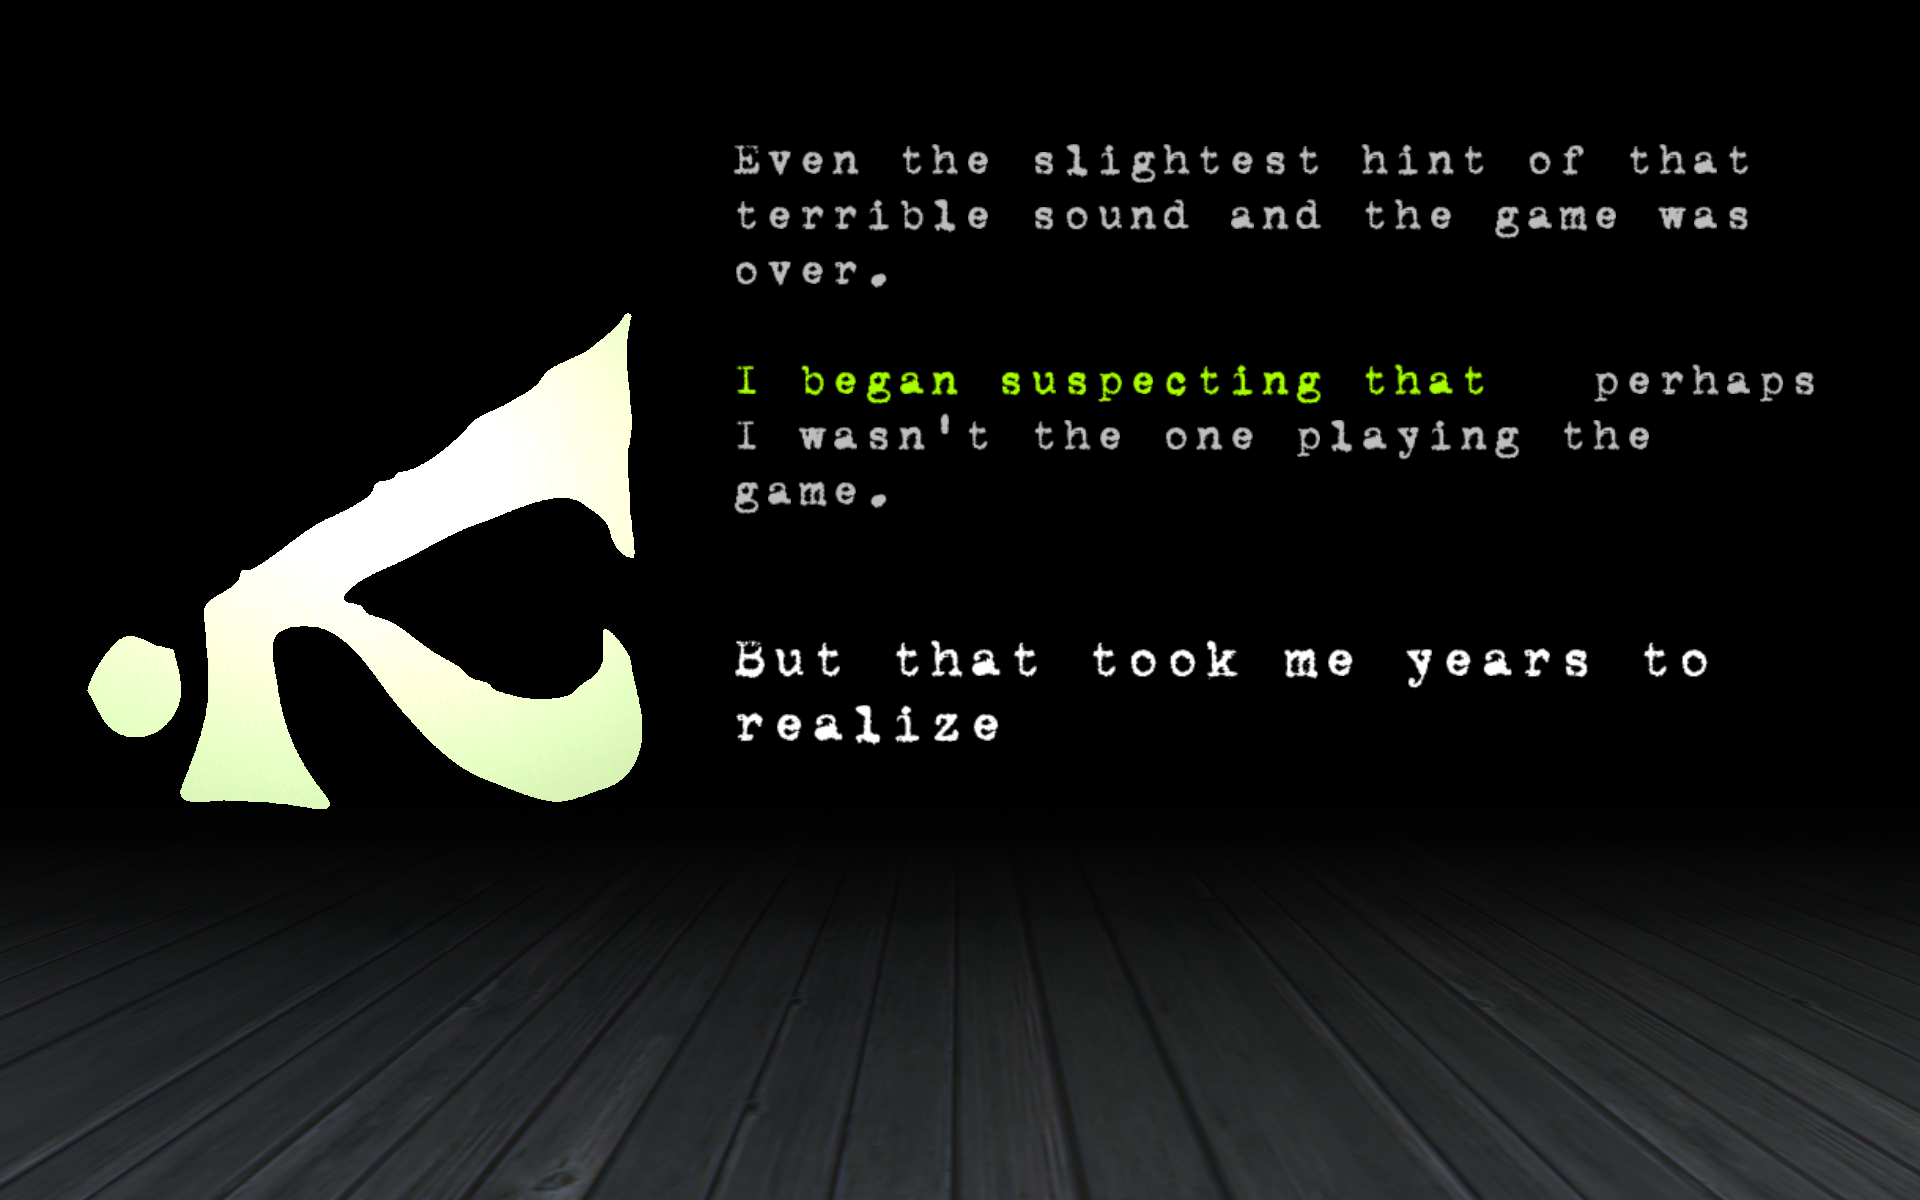 Even the slightest hint of that
terrible sound and the game was
over.
I began suspecting that perhaps
I wasn't the one playing the
game.
But that took me years to
realize